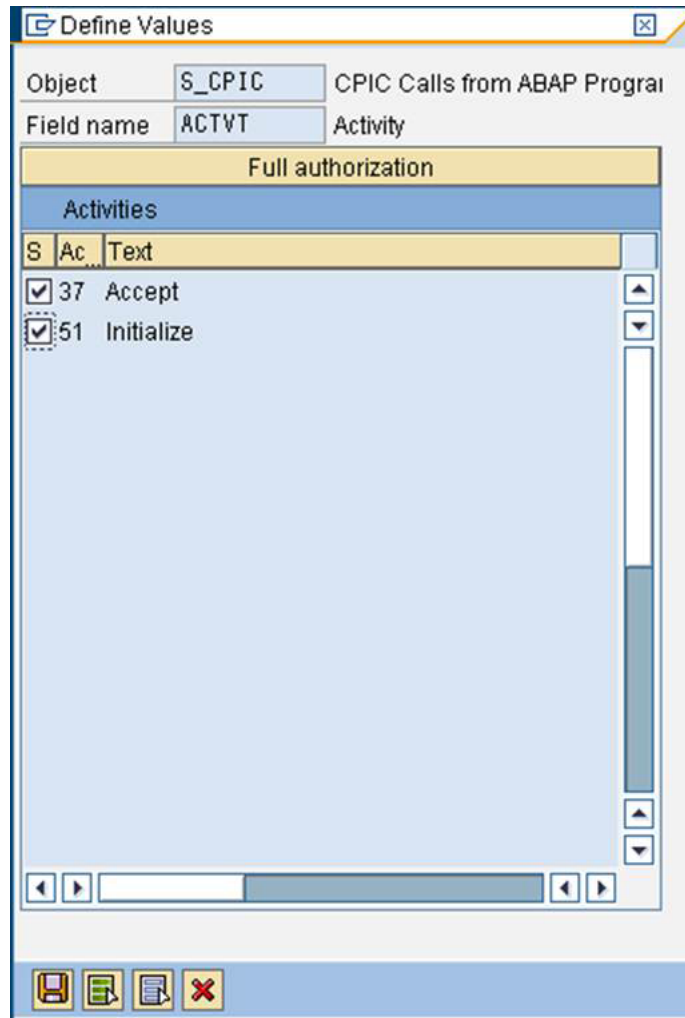 Define Values
Object S_CPIC CPIC Calls from ABAP Progra
Field name ACTVT Activity
Full authorization
Activities
S Ac... Text
37 Accept
51 Initialize